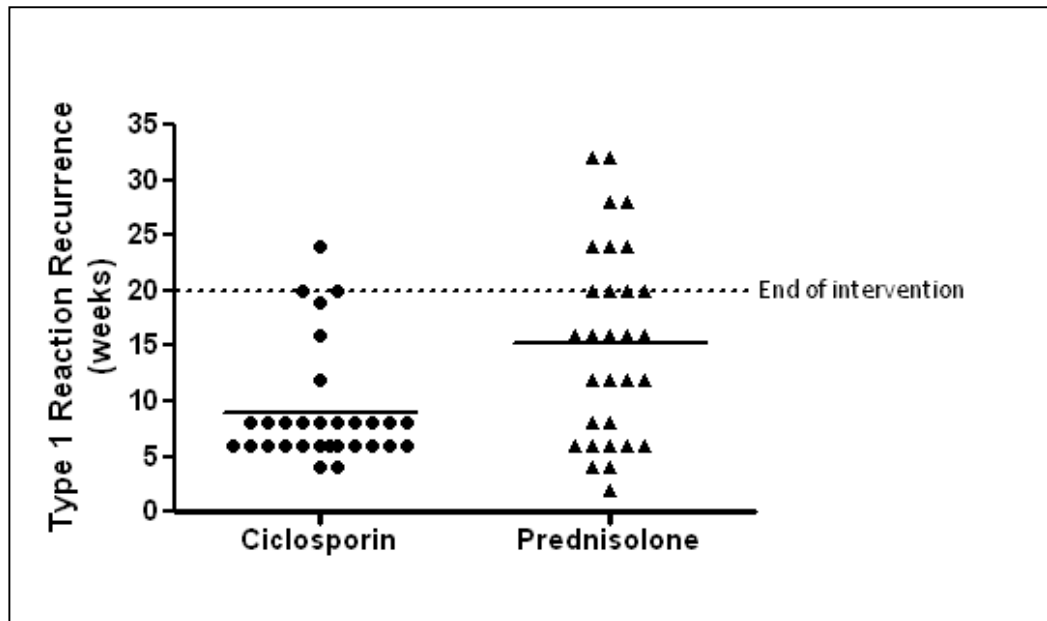 Type 1 Reaction Recurrence
(weeks)
35
30
25
20
15
10
5
0
End of intervention
Ciclosporin
Prednisolone